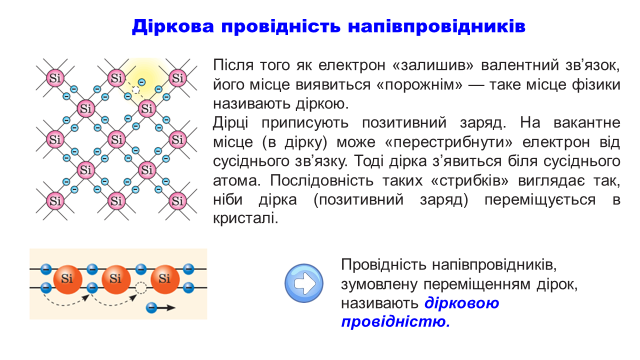 Діркова провідність напівпровідників
Після того як електрон «залишив» валентний зв’язок,
його місце виявиться «порожнім» — таке місце фізики
називають діркою.
Дірці приписують позитивний заряд. На вакантне
місце (в дірку) може «перестрибнути» електрон від
сусіднього зв’язку. Тоді дірка з’явиться біля сусіднього
атома. Послідовність таких «стрибків» виглядає так,
ніби дірка (позитивний заряд) переміщується в
кристалі.
Si Si Si
Si Si
Si Si Si
Si Si
Si Si Si
Si Si Si
Провідність напівпровідників,
зумовлену переміщенням дірок,
називають дірковою
провідністю.